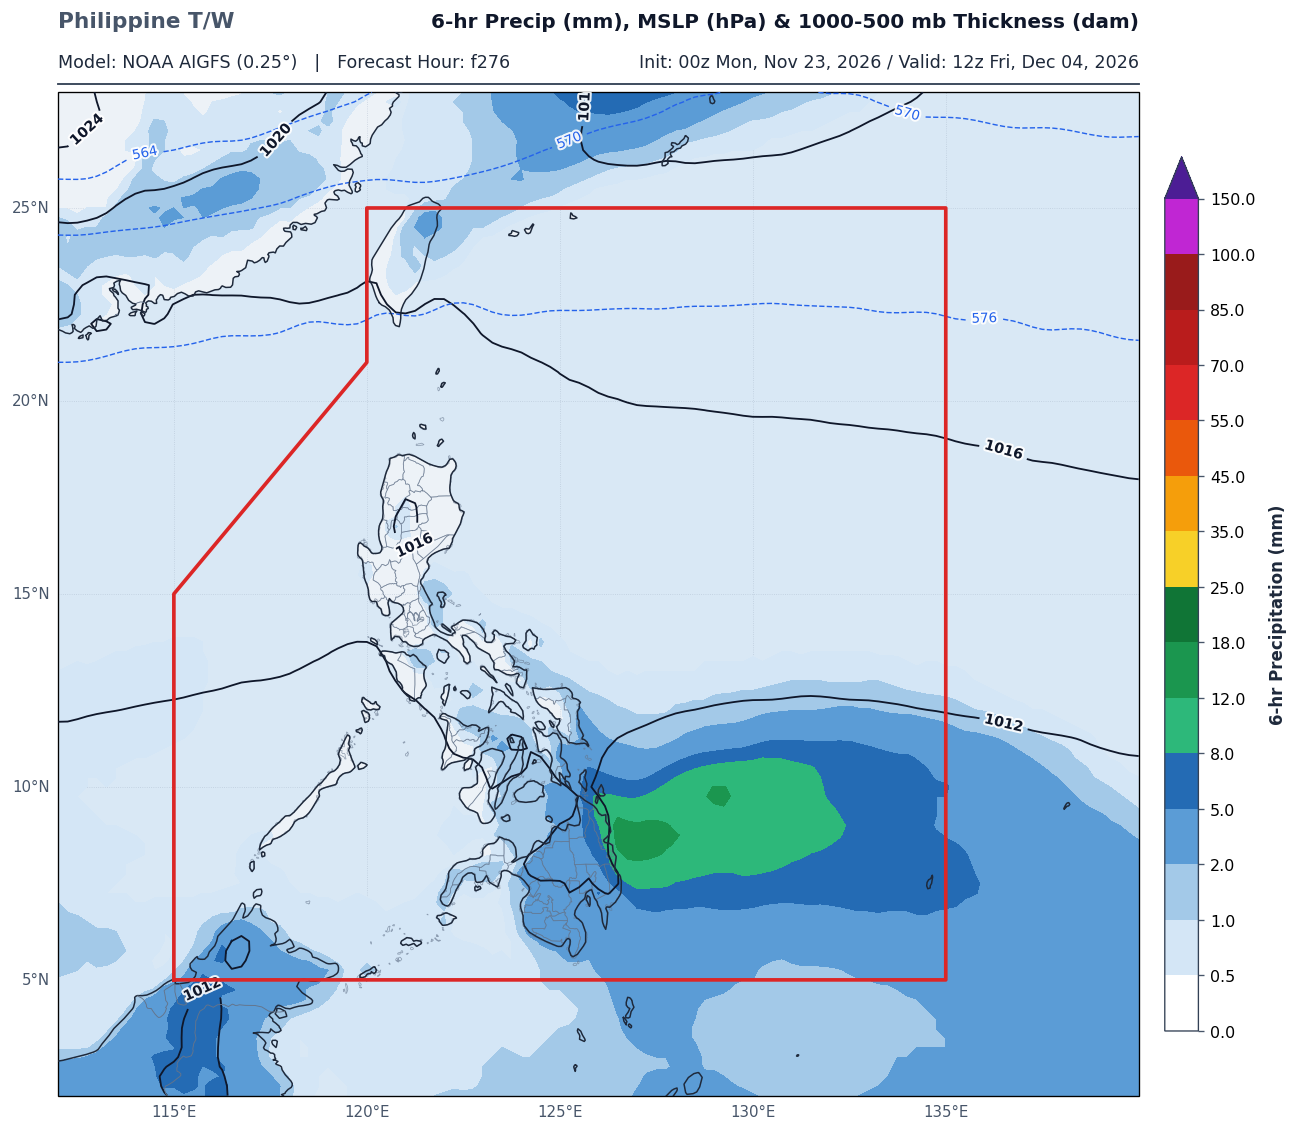 Philippine T/W
6-hr Precip (mm), MSLP (hPa) & 1000-500 mb Thickness (dam)
Model: NOAA AIGFS (0.25°) | Forecast Hour: f276
Init: 00z Mon, Nov 23, 2026 / Valid: 12z Fri, Dec 04, 2026
1024
564
1020
570
101
570
576
1016
1016
1012
1012
25°N
20°N
15°N
10°N
5°N
115°E
120°E
125°E
130°E
135°E
150.0
100.0
85.0
70.0
55.0
45.0
35.0
25.0
18.0
12.0
8.0
5.0
2.0
1.0
0.5
0.0
6-hr Precipitation (mm)